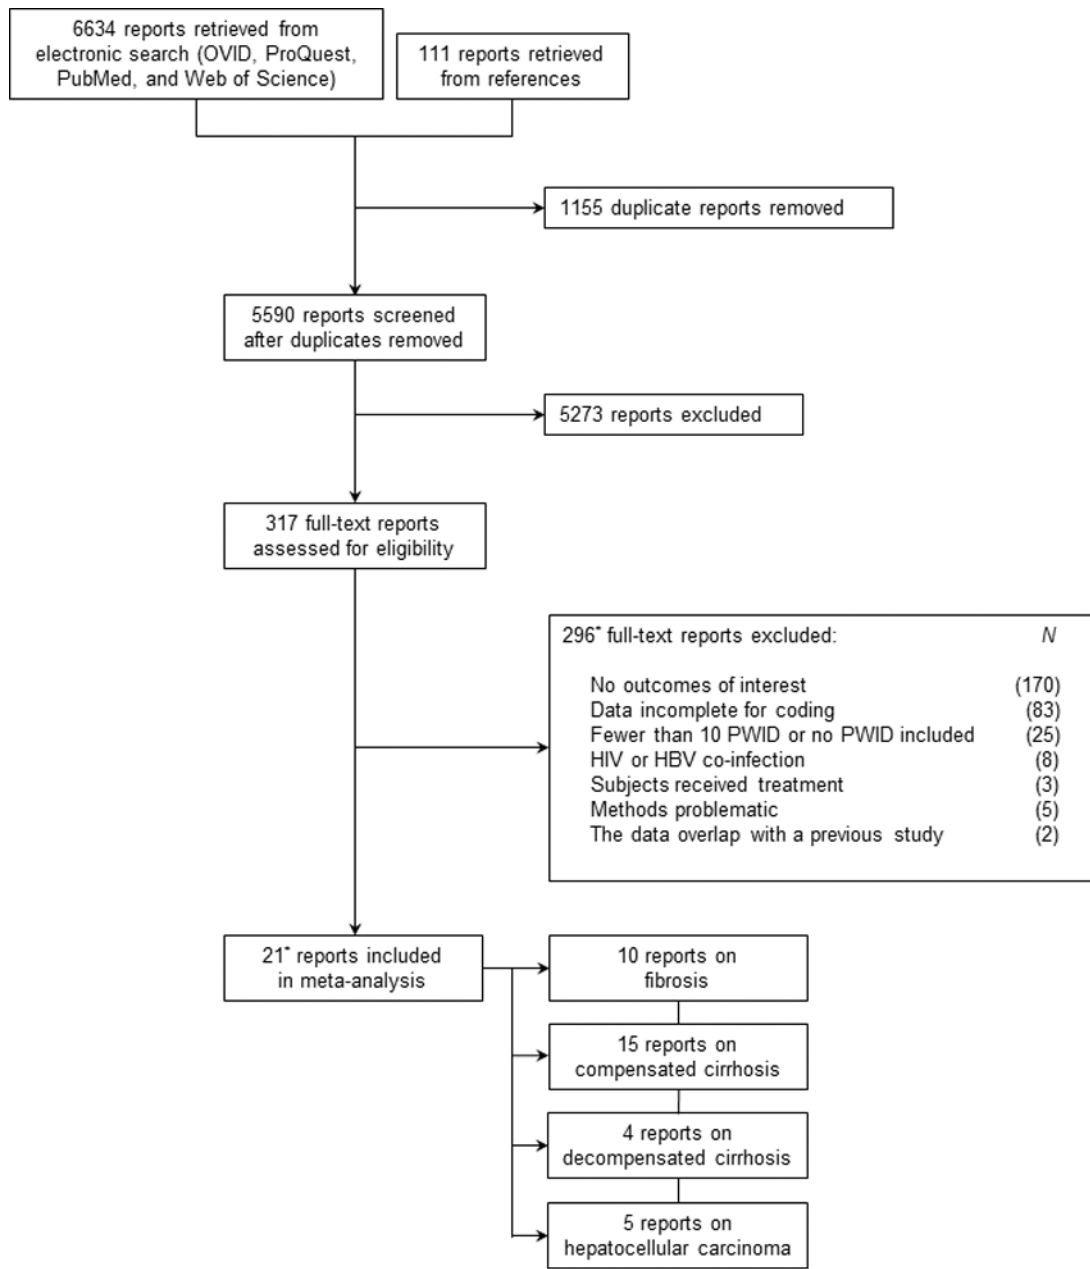 6634 reports retrieved from
electronic search (OVID, ProQuest,
PubMed, and Web of Science)
111 reports retrieved
from references
1155 duplicate reports removed
5590 reports screened
after duplicates removed
5273 reports excluded
317 full-text reports
assessed for eligibility
296* full-text reports excluded: N
No outcomes of interest (170)
Data incomplete for coding (83)
Fewer than 10 PWID or no PWID included (25)
HIV or HBV co-infection (8)
Subjects received treatment (3)
Methods problematic (5)
The data overlap with a previous study (2)
21* reports included
in meta-analysis
10 reports on
fibrosis
15 reports on
compensated cirrhosis
4 reports on
decompensated cirrhosis
5 reports on
hepatocellular carcinoma